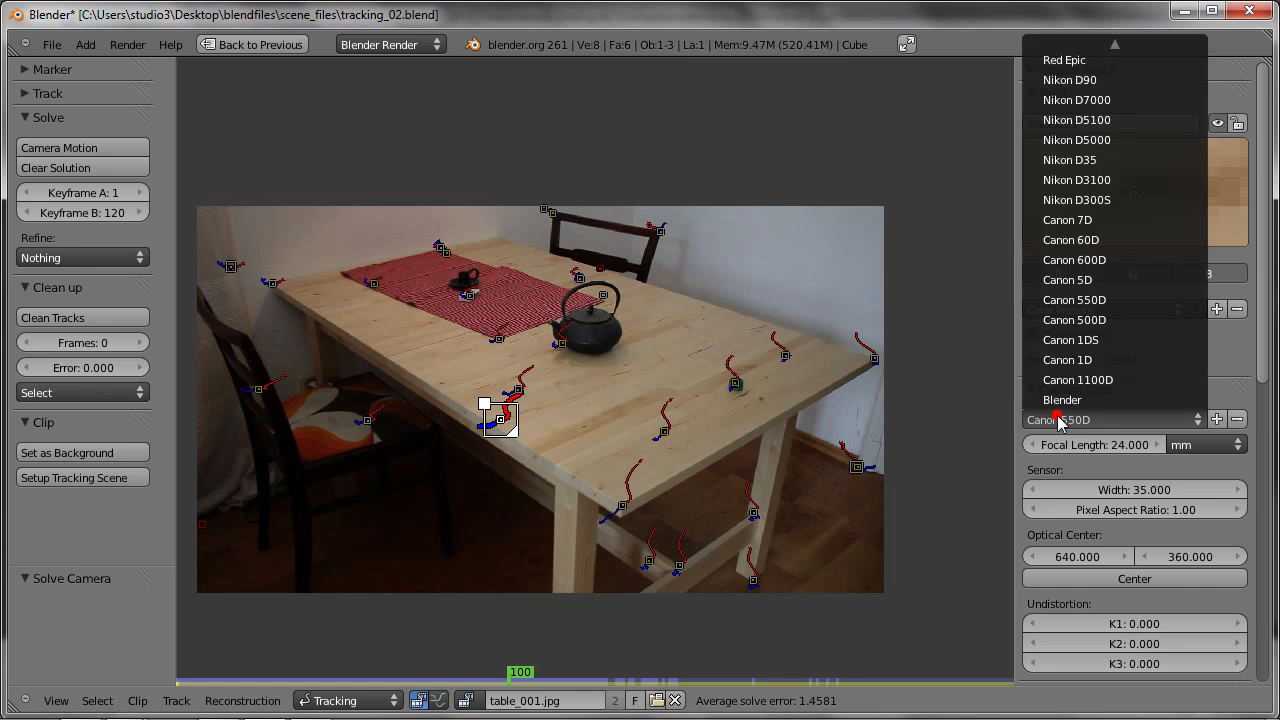 Blender* [C:\Users\studio3\Desktop\blendfiles\scene_files\tracking_02.blend]
File Add Render Help Back to Previous Blender Render blender.org 261 | Ve:8 | Fa:6 | Ob:1-3 | La:1 | Mem:9.47M (520.41M) | Cube
Marker
Track
Solve
Camera Motion
Clear Solution
Keyframe A: 1
Keyframe B: 120
Refine:
Nothing
Clean up
Clean Tracks
Frames: 0
Error: 0.000
Select
Clip
Set as Background
Setup Tracking Scene
Solve Camera
Red Epic
Nikon D90
Nikon D7000
Nikon D5100
Nikon D5000
Nikon D35
Nikon D3100
Nikon D300S
Canon 7D
Canon 60D
Canon 600D
Canon 5D
Canon 550D
Canon 500D
Canon 1DS
Canon 1D
Canon 1100D
Blender
Canon 550D
Focal Length: 24.000 mm
Sensor:
Width: 35.000
Pixel Aspect Ratio: 1.00
Optical Center:
640.000 360.000
Center
Undistortion:
K1: 0.000
K2: 0.000
K3: 0.000
100
View Select Clip Track Reconstruction Tracking table_001.jpg 2 F Average solve error: 1.4581